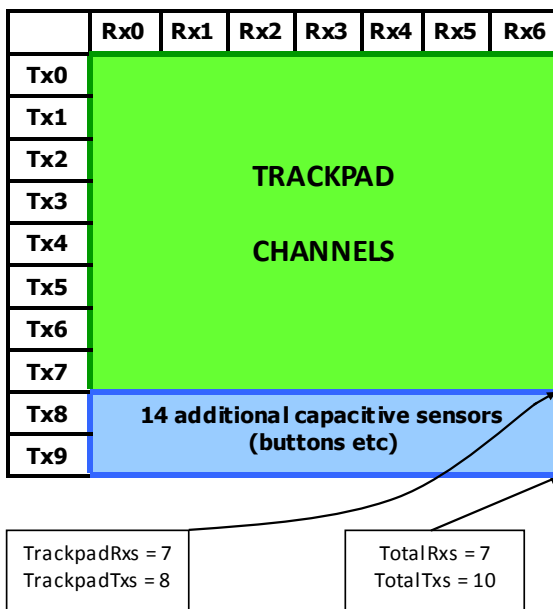 Rx0 Rx1 Rx2 Rx3 Rx4 Rx5 Rx6
Tx0
Tx1
Tx2
Tx3
Tx4
Tx5
Tx6
Tx7
TRACKPAD
CHANNELS
Tx8
Tx9
14 additional capacitive sensors
(buttons etc)
TrackpadRxs = 7
TrackpadTxs = 8
TotalRxs = 7
TotalTxs = 10